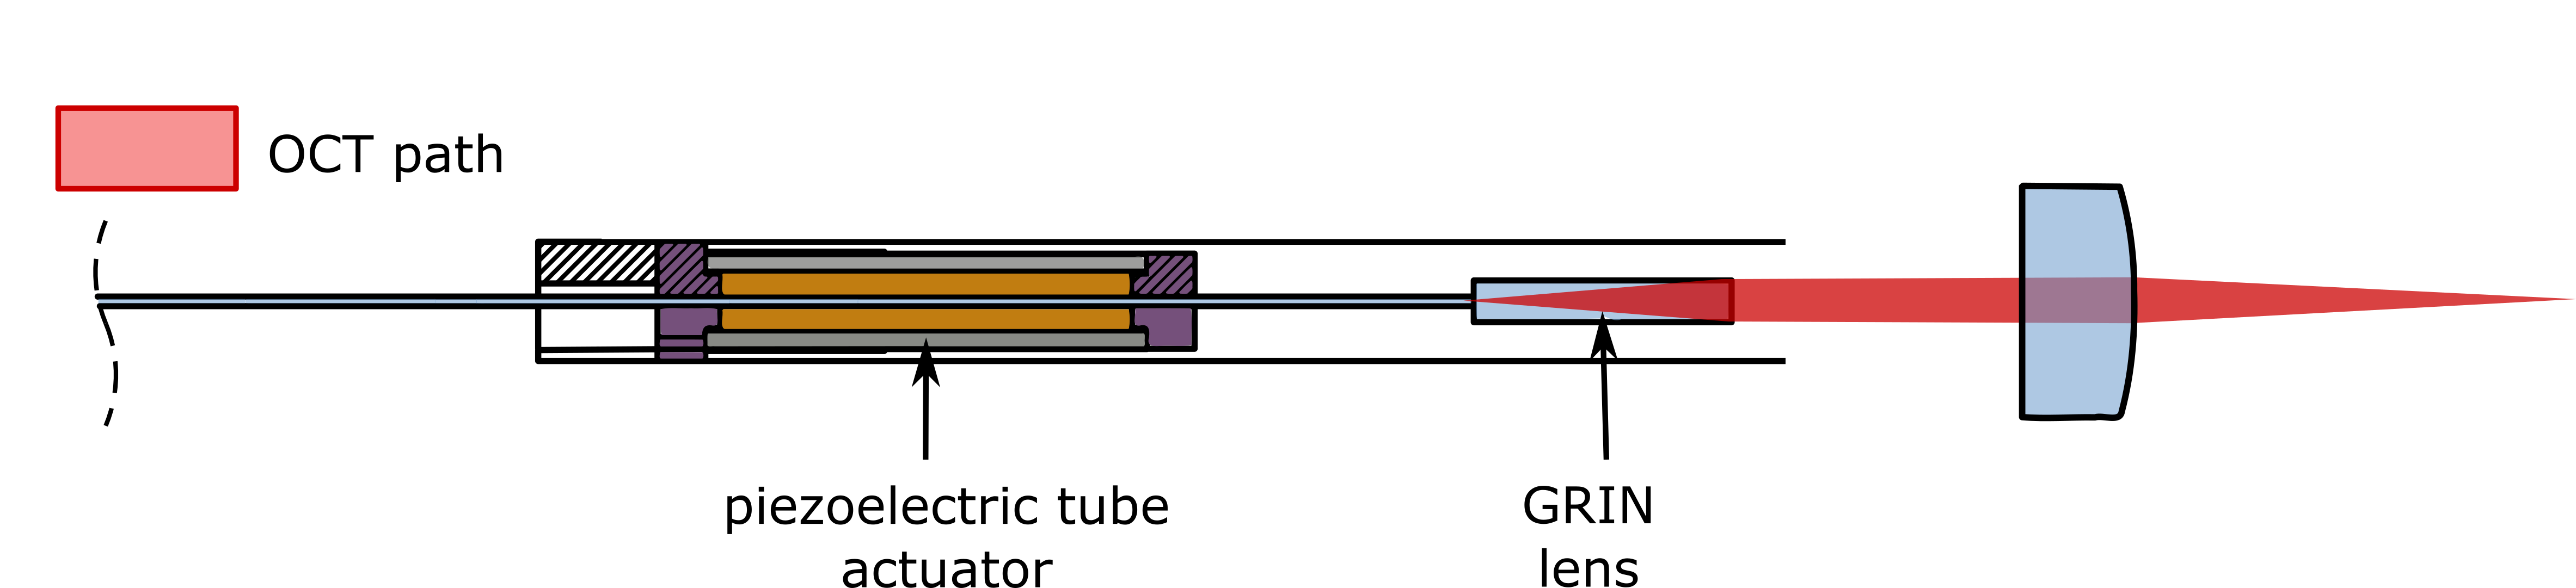 OCT path
piezoelectric tube
actuator
GRIN
lens